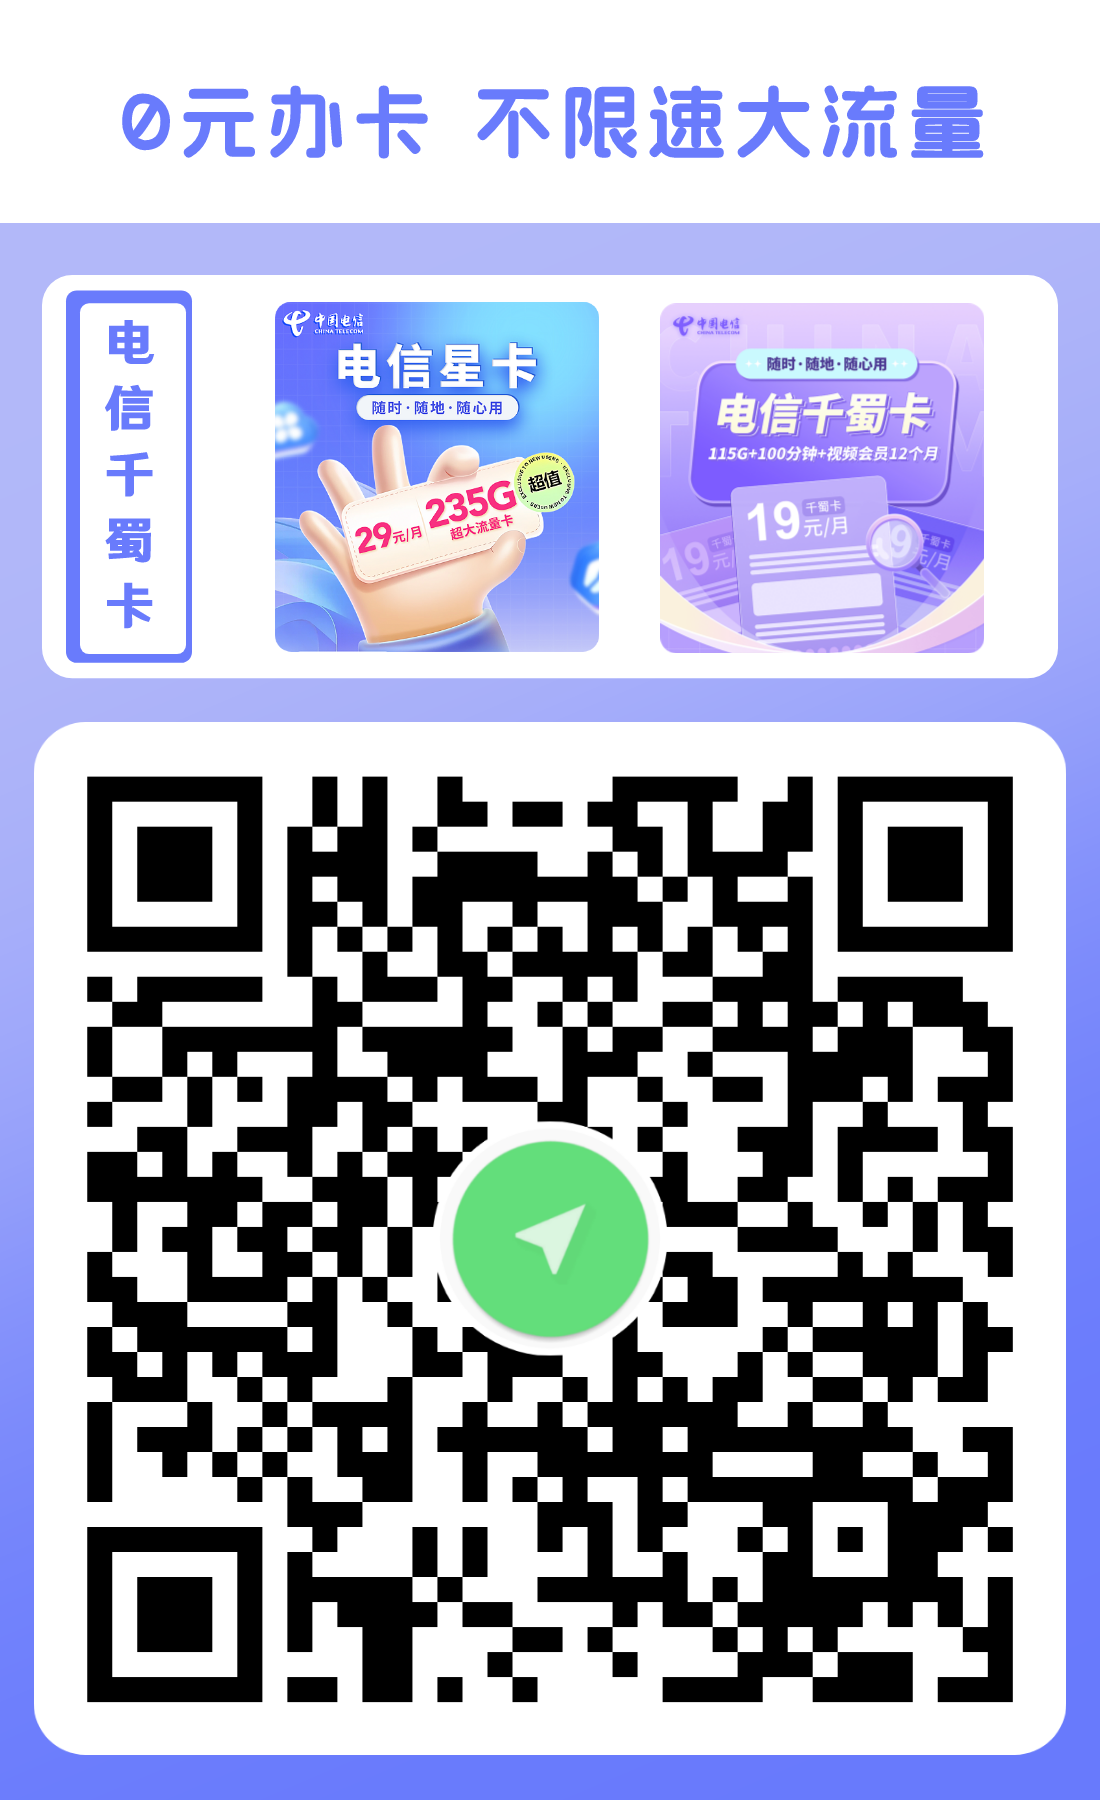 0元办卡 不限速大流量
电信千蜀卡
中国电信
CHINA TELECOM
电信星卡
随时·随地·随心用
29元/月
235G
超大流量卡
超值
中国电信
CHINA TELECOM
随时·随地·随心用
电信千蜀卡
115G+100分钟+视频会员12个月
19元/月
千蜀卡